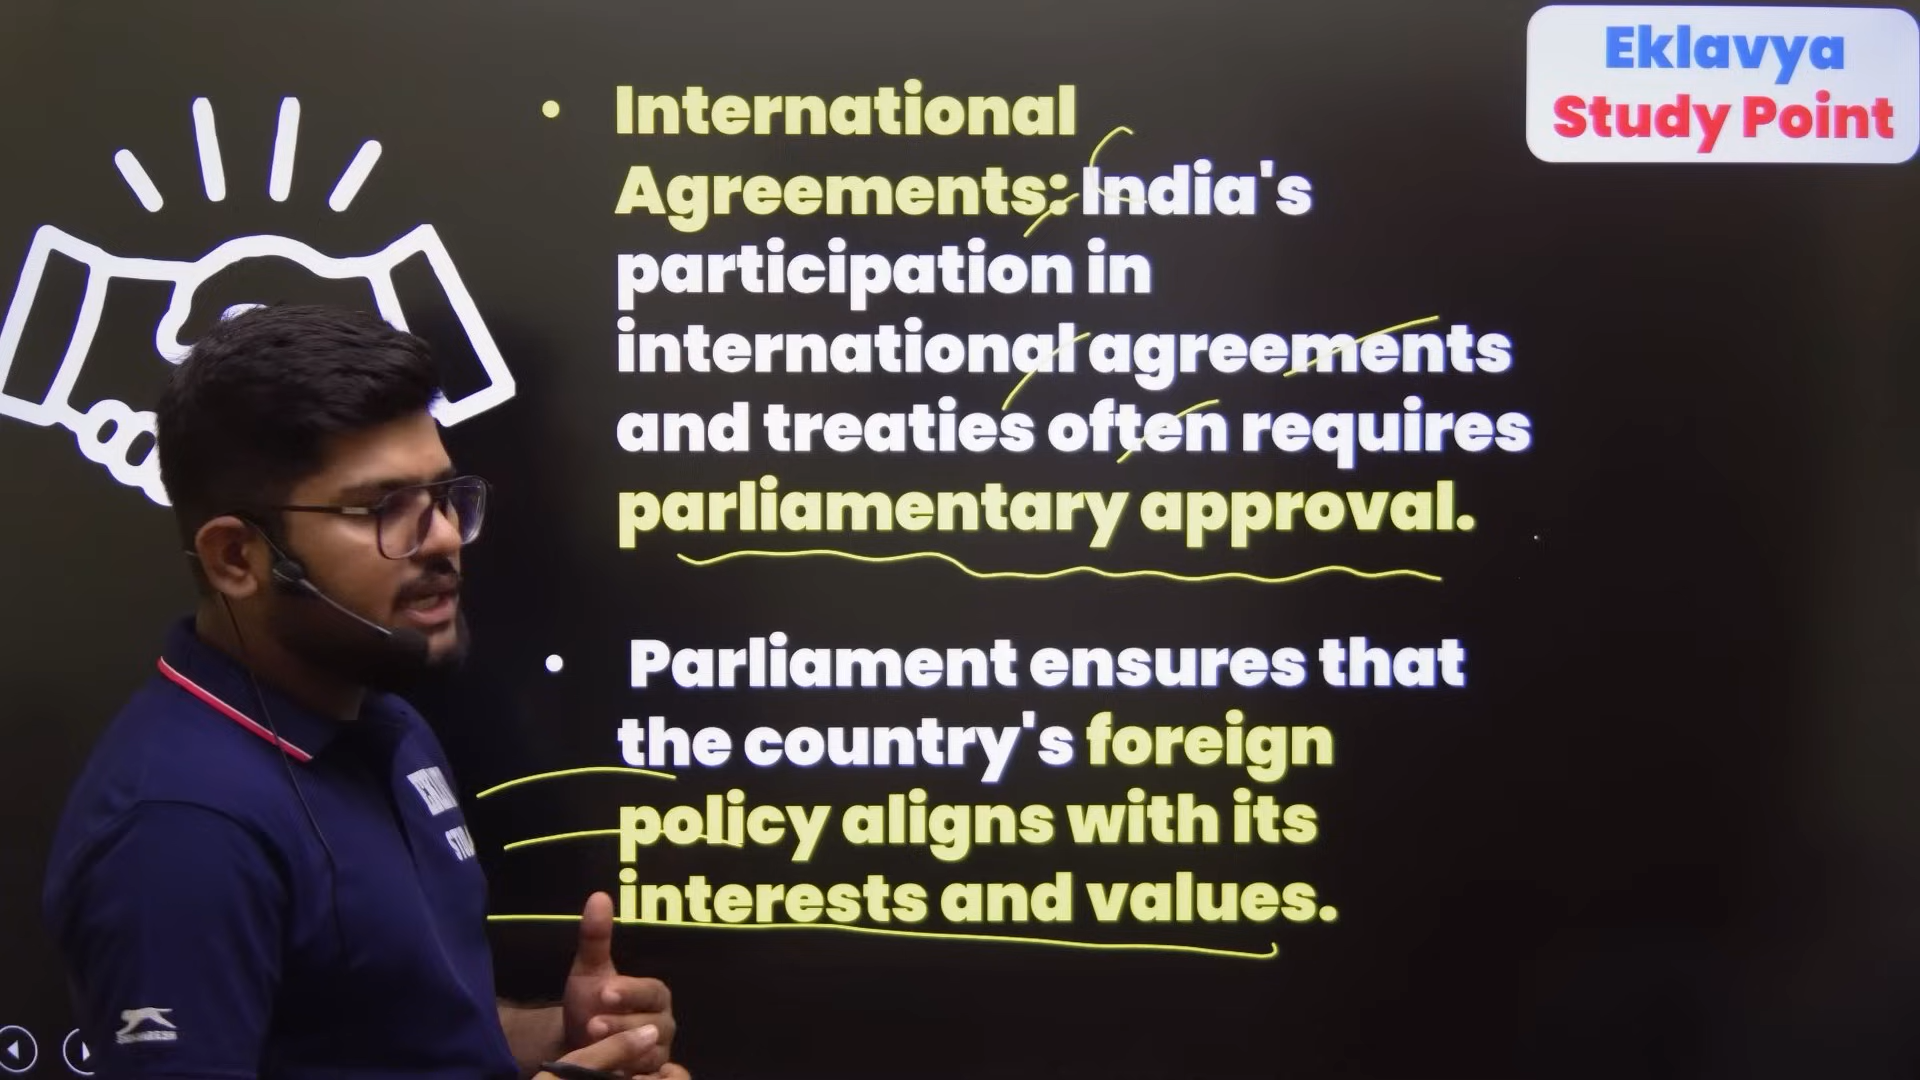 Eklavya
Study Point
• International
Agreements: India's
participation in
international agreements
and treaties often requires
parliamentary approval.
• Parliament ensures that
the country's foreign
policy aligns with its
interests and values.